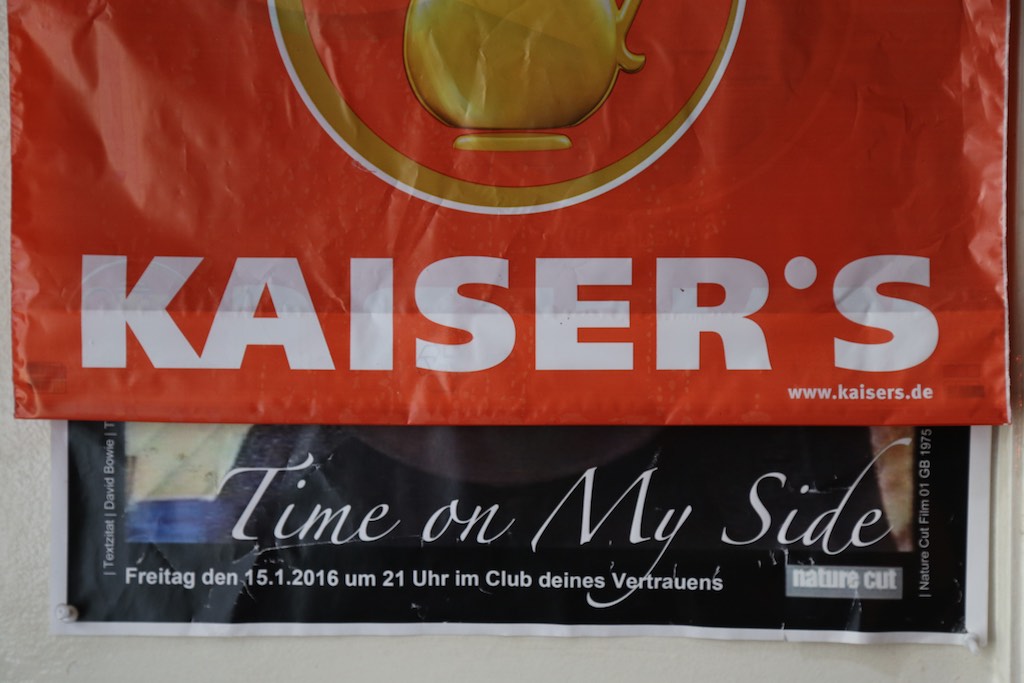 KAISER'S
www.kaisers.de
| Textzitat | David Bowie | T
Time on My Side
Freitag den 15.1.2016 um 21 Uhr im Club deines Vertrauens
nature cut
| Nature Cut Film 01 GB 1975